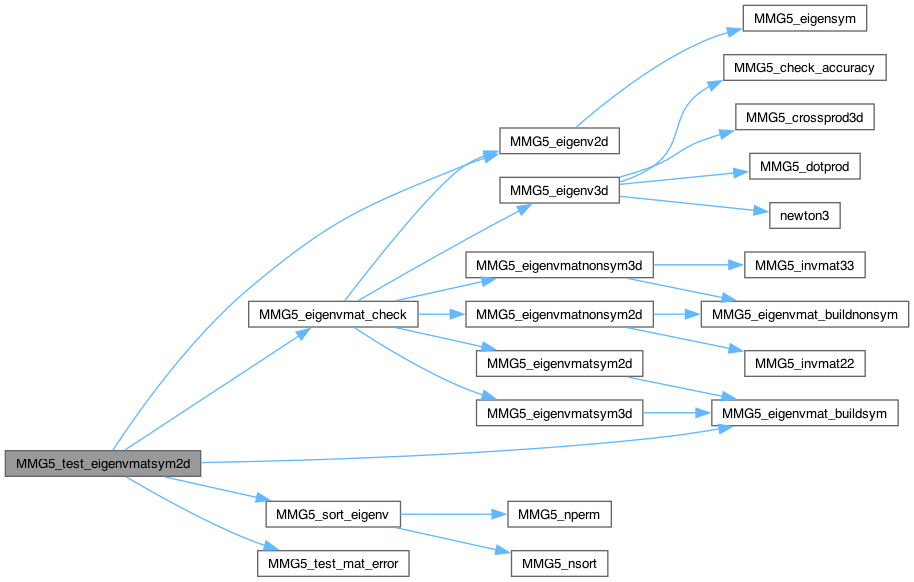 MMG5_eigensym
MMG5_check_accuracy
MMG5_crossprod3d
MMG5_eigenv2d
MMG5_dotprod
MMG5_eigenv3d
newton3
MMG5_eigenvmatnonsym3d
MMG5_invmat33
MMG5_eigenvmat_check
MMG5_eigenvmatnonsym2d
MMG5_eigenvmat_buildnonsym
MMG5_eigenvmatsym2d
MMG5_invmat22
MMG5_eigenvmatsym3d
MMG5_eigenvmat_buildsym
MMG5_test_eigenvmatsym2d
MMG5_sort_eigenv
MMG5_nperm
MMG5_test_mat_error
MMG5_nsort